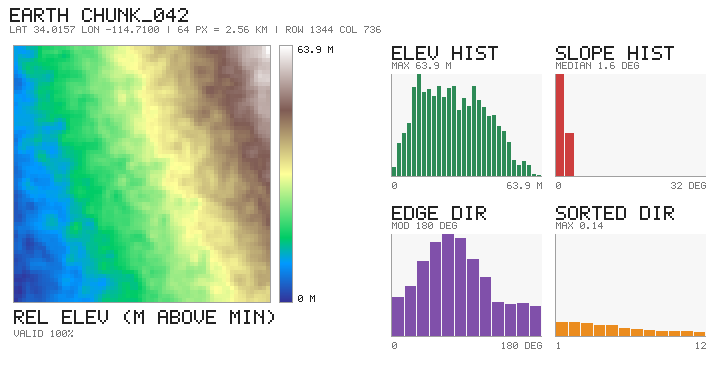 EARTH CHUNK_042
LAT 34.0157 LON -114.7100 | 64 PX = 2.56 KM | ROW 1344 COL 736
63.9 M
0 M
REL ELEV (M ABOVE MIN)
VALID 100%
ELEV HIST
MAX 63.9 M
0 63.9 M
SLOPE HIST
MEDIAN 1.6 DEG
0 32 DEG
EDGE DIR
MOD 180 DEG
0 180 DEG
SORTED DIR
MAX 0.14
1 12